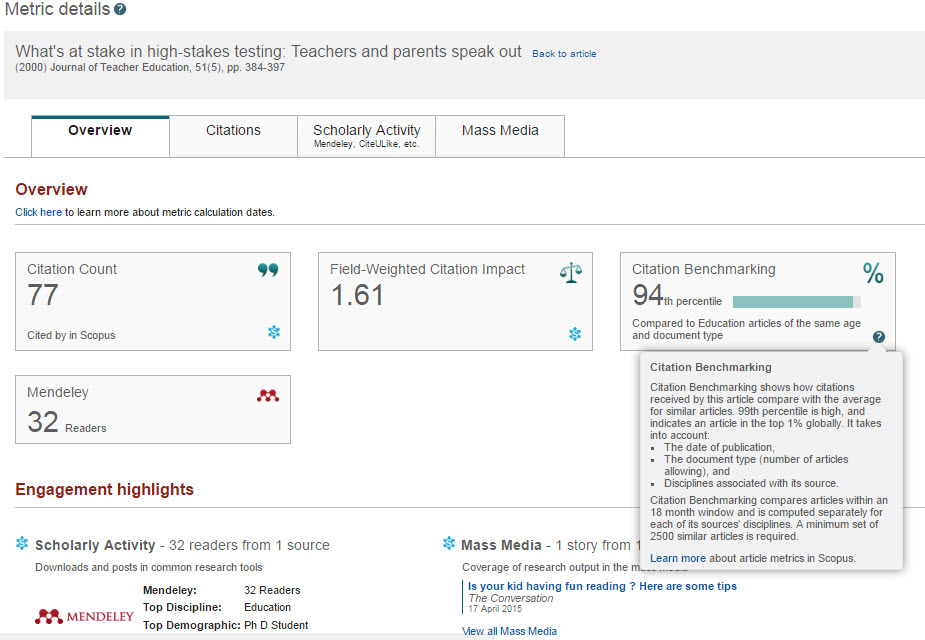 Metric details ?
What's at stake in high-stakes testing: Teachers and parents speak out Back to article
(2000) Journal of Teacher Education, 51(5), pp. 384-397
Overview
Citations
Scholarly Activity
Mendeley, CiteULike, etc.
Mass Media
Overview
Click here to learn more about metric calculation dates.
Citation Count
77
Cited by in Scopus
Field-Weighted Citation Impact
1.61
Citation Benchmarking
%
94th percentile
Compared to Education articles of the same age
and document type
?
Citation Benchmarking
Citation Benchmarking shows how citations
received by this article compare with the average
for similar articles. 99th percentile is high, and
indicates an article in the top 1% globally. It takes
into account:
The date of publication,
The document type (number of articles
allowing), and
Disciplines associated with its source.
Citation Benchmarking compares articles within an
18 month window and is computed separately for
each of its sources' disciplines. A minimum set of
2500 similar articles is required.
Learn more about article metrics in Scopus.
Mendeley
32 Readers
Engagement highlights
Scholarly Activity - 32 readers from 1 source
Downloads and posts in common research tools
MENDELEY
Mendeley: 32 Readers
Top Discipline: Education
Top Demographic: Ph D Student
Mass Media - 1 story from 1
Coverage of research output in the mass media
Is your kid having fun reading ? Here are some tips
The Conversation
17 April 2015
View all Mass Media